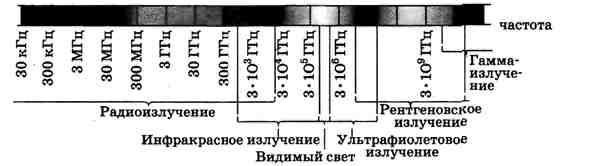 частота
30 кГц
300 кГц
3 МГц
30 МГц
300 МГц
3 ГГц
30 ГГц
300 ГГц
3·10³ ГГц
3·10⁴ ГГц
3·10⁵ ГГц
3·10⁶ ГГц
3·10⁹ ГГц
Гамма-
излуче-
ние
Радиоизлучение
Рентгеновское
излучение
Инфракрасное излучение
Ультрафиолетовое
излучение
Видимый свет